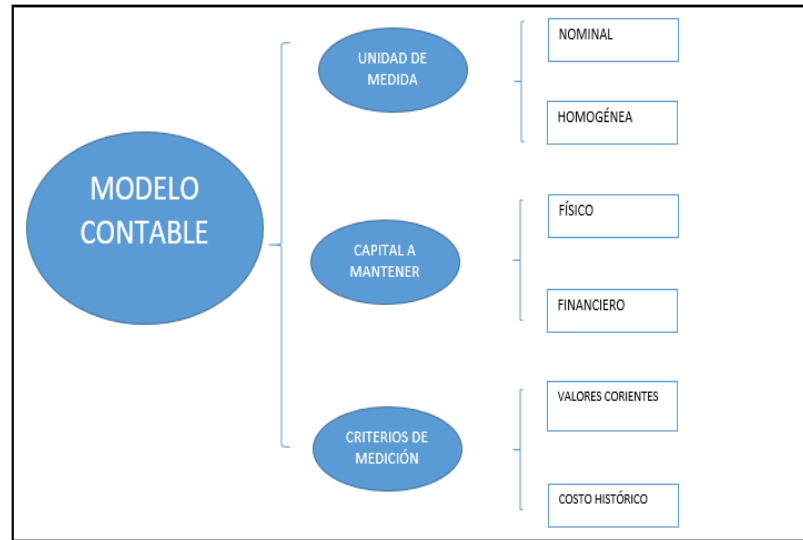 MODELO
CONTABLE
UNIDAD DE
MEDIDA
NOMINAL
HOMOGÉNEA
CAPITAL A
MANTENER
FÍSICO
FINANCIERO
CRITERIOS DE
MEDICIÓN
VALORES CORIENTES
COSTO HISTÓRICO